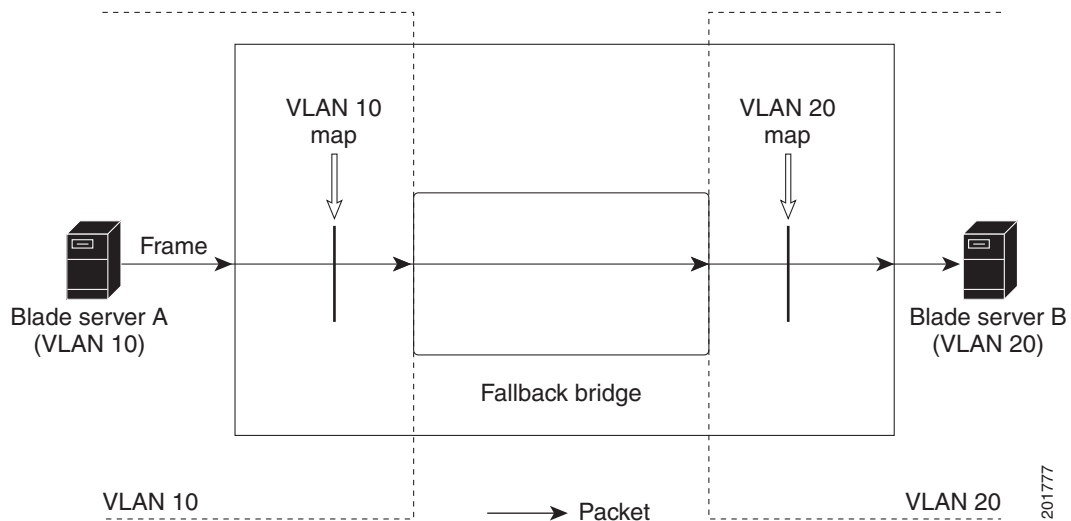 VLAN 10
map
VLAN 20
map
Frame
Blade server A
(VLAN 10)
Blade server B
(VLAN 20)
Fallback bridge
VLAN 10
Packet
VLAN 20
201777